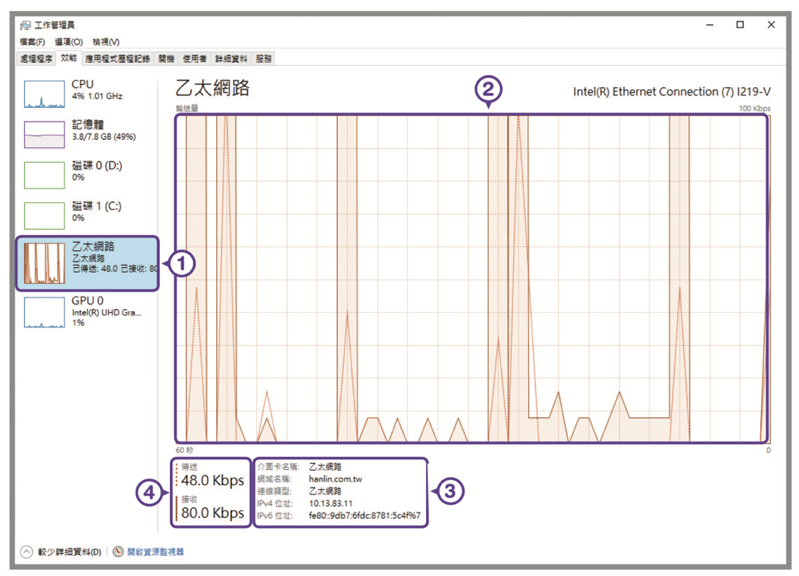 工作管理員
檔案(F) 選項(O) 檢視(V)
處理程序 效能 應用程式歷程記錄 開機 使用者 詳細資料 服務
CPU
4% 1.01 GHz
記憶體
3.8/7.8 GB (49%)
磁碟 0 (D:)
0%
磁碟 1 (C:)
0%
乙太網路
乙太網路
已傳送: 48.0 已接收: 80
①
GPU 0
Intel(R) UHD Gra...
1%
乙太網路
②
Intel(R) Ethernet Connection (7) I219-V
輸送量
100 Kbps
60 秒
0
④
傳送
48.0 Kbps
接收
80.0 Kbps
介面卡名稱: 乙太網路
網域名稱: hanlin.com.tw
連線類型: 乙太網路
IPv4 位址: 10.13.83.11
IPv6 位址: fe80::9db7:6fdc:8781:5c4f%7
③
較少詳細資料(D)
開啟資源監視器